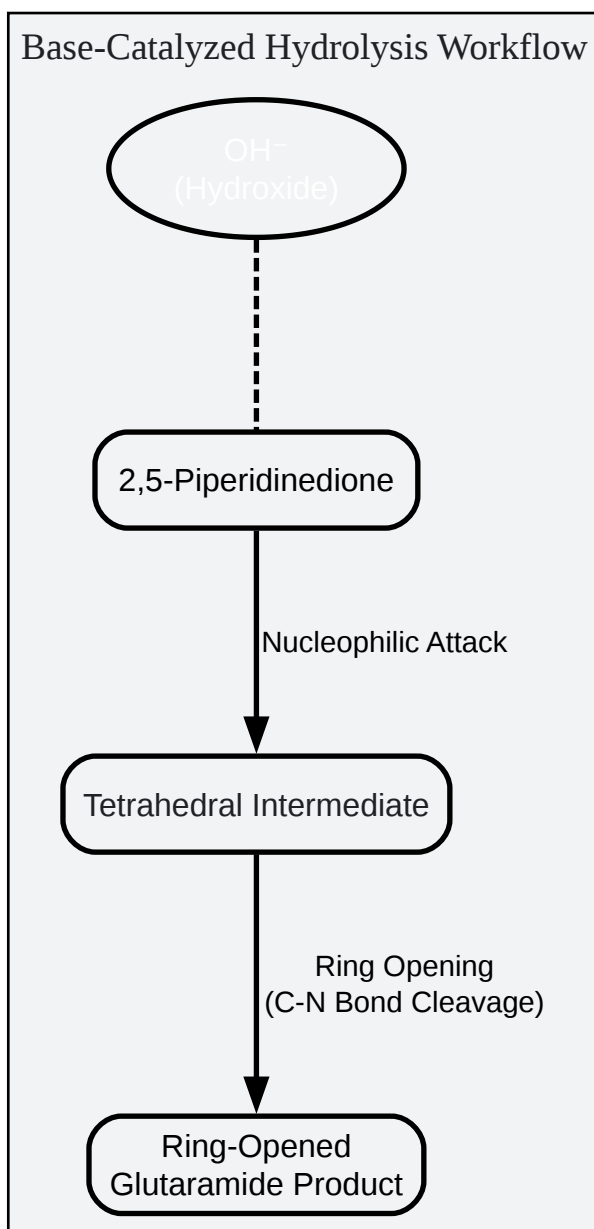 Base-Catalyzed Hydrolysis Workflow
OH⁻
(Hydroxide)
2,5-Piperidinedione
Nucleophilic Attack
Tetrahedral Intermediate
Ring Opening
(C-N Bond Cleavage)
Ring-Opened
Glutaramide Product